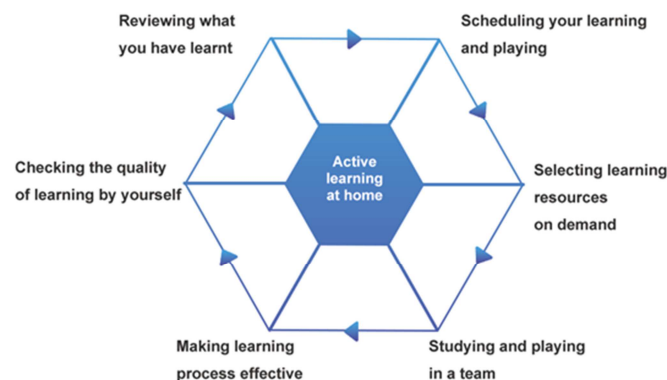 Reviewing what
you have learnt
Scheduling your learning
and playing
Checking the quality
of learning by yourself
Active
learning
at home
Selecting learning
resources
on demand
Making learning
process effective
Studying and playing
in a team